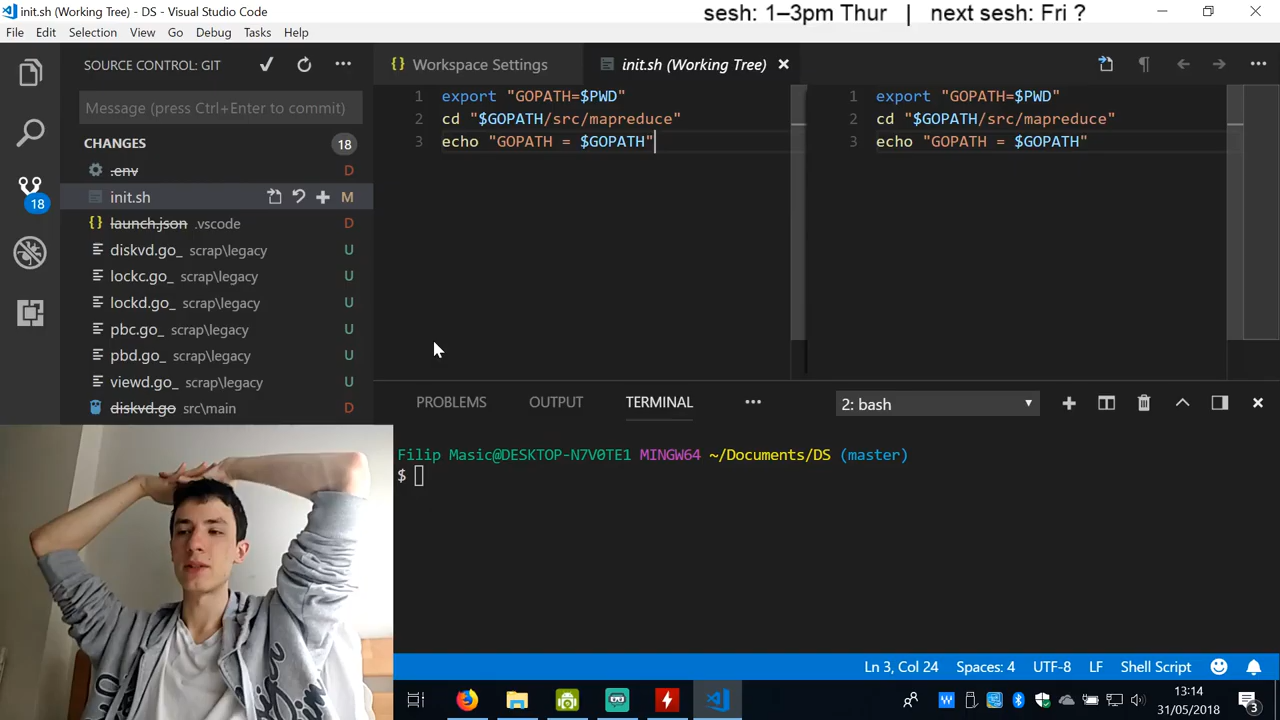 init.sh (Working Tree) - DS - Visual Studio Code
sesh: 1–3pm Thur | next sesh: Fri ?
File Edit Selection View Go Debug Tasks Help
SOURCE CONTROL: GIT
Message (press Ctrl+Enter to commit)
CHANGES 18
.env D
init.sh M
launch.json .vscode D
diskvd.go_ scrap\legacy U
lockc.go_ scrap\legacy U
lockd.go_ scrap\legacy U
pbc.go_ scrap\legacy U
pbd.go_ scrap\legacy U
viewd.go_ scrap\legacy U
diskvd.go src\main D
18
{} Workspace Settings
init.sh (Working Tree)
1 export "GOPATH=$PWD"
2 cd "$GOPATH/src/mapreduce"
3 echo "GOPATH = $GOPATH"
1 export "GOPATH=$PWD"
2 cd "$GOPATH/src/mapreduce"
3 echo "GOPATH = $GOPATH"
PROBLEMS OUTPUT TERMINAL ••• 2: bash
Filip Masic@DESKTOP-N7V0TE1 MINGW64 ~/Documents/DS (master)
$
Ln 3, Col 24 Spaces: 4 UTF-8 LF Shell Script
13:14
31/05/2018
3